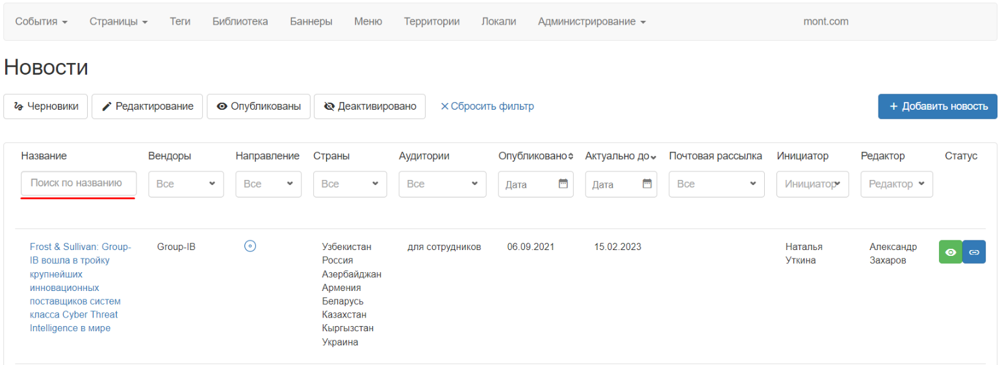 События Страницы Теги Библиотека Баннеры Меню Территории Локали Администрирование mont.com
Новости
Черновики Редактирование Опубликованы Деактивировано Сбросить фильтр + Добавить новость
Название Вендоры Направление Страны Аудитории Опубликовано Актуально до Почтовая рассылка Инициатор Редактор Статус
Поиск по названию Все Все Все Все Дата Дата Все Инициатор Редактор
Frost & Sullivan: Group- Group-IB Узбекистан для сотрудников 06.09.2021 15.02.2023 Наталья Александр
IB вошла в тройку Россия Уткина Захаров
крупнейших Азербайджан
инновационных Армения
поставщиков систем Беларусь
класса Cyber Threat Казахстан
Intelligence в мире Кыргызстан
Украина